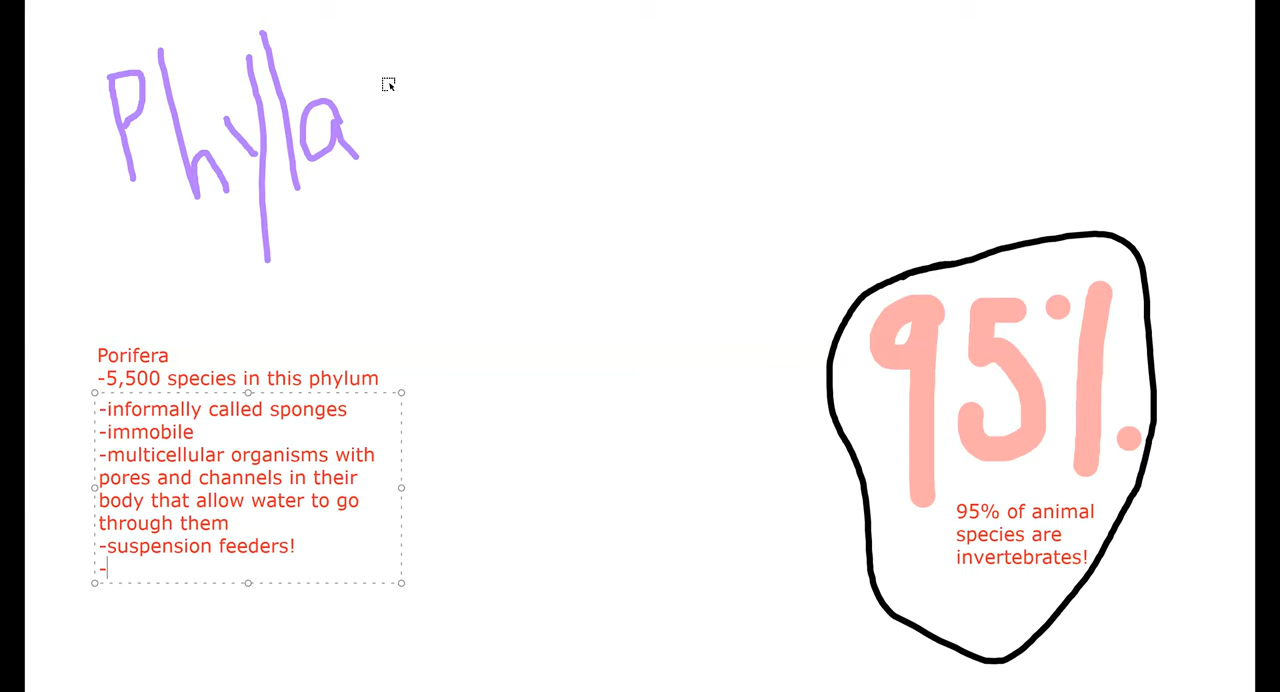 Phyla
Porifera
-5,500 species in this phylum
-informally called sponges
-immobile
-multicellular organisms with
pores and channels in their
body that allow water to go
through them
-suspension feeders!
-
95%
95% of animal
species are
invertebrates!